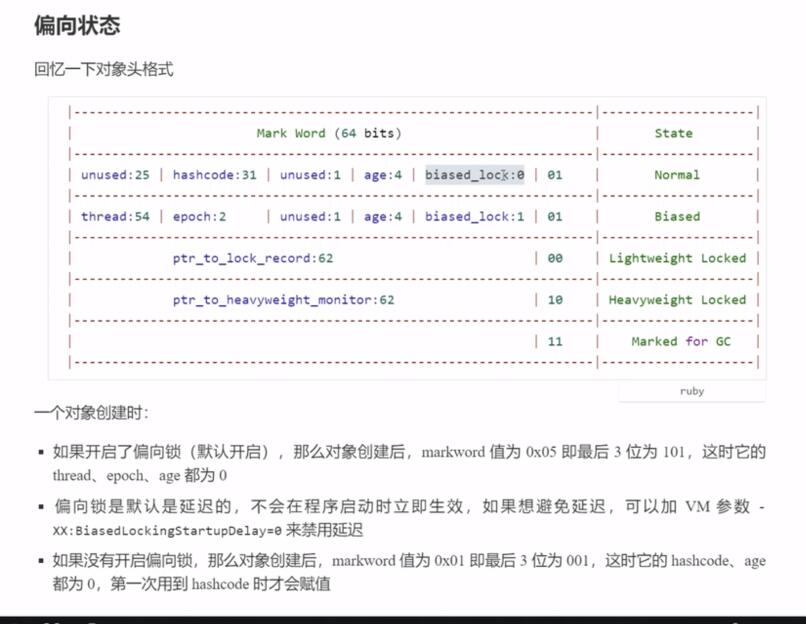 偏向状态
回忆一下对象头格式
|--------------------------------------------------------------------|--------------------|
| Mark Word (64 bits) | State |
|--------------------------------------------------------------------|--------------------|
| unused:25 | hashcode:31 | unused:1 | age:4 | biased_lock:0 | 01 | Normal |
|--------------------------------------------------------------------|--------------------|
| thread:54 | epoch:2 | unused:1 | age:4 | biased_lock:1 | 01 | Biased |
|--------------------------------------------------------------------|--------------------|
| ptr_to_lock_record:62 | 00 | Lightweight Locked |
|--------------------------------------------------------------------|--------------------|
| ptr_to_heavyweight_monitor:62 | 10 | Heavyweight Locked |
|--------------------------------------------------------------------|--------------------|
| | 11 | Marked for GC |
|--------------------------------------------------------------------|--------------------|
ruby
一个对象创建时：
▪ 如果开启了偏向锁（默认开启），那么对象创建后，markword 值为 0x05 即最后 3 位为 101，这时它的
thread、epoch、age 都为 0
▪ 偏向锁是默认是延迟的，不会在程序启动时立即生效，如果想避免延迟，可以加 VM 参数 -
XX:BiasedLockingStartupDelay=0 来禁用延迟
▪ 如果没有开启偏向锁，那么对象创建后，markword 值为 0x01 即最后 3 位为 001，这时它的 hashcode、age
都为 0，第一次用到 hashcode 时才会赋值